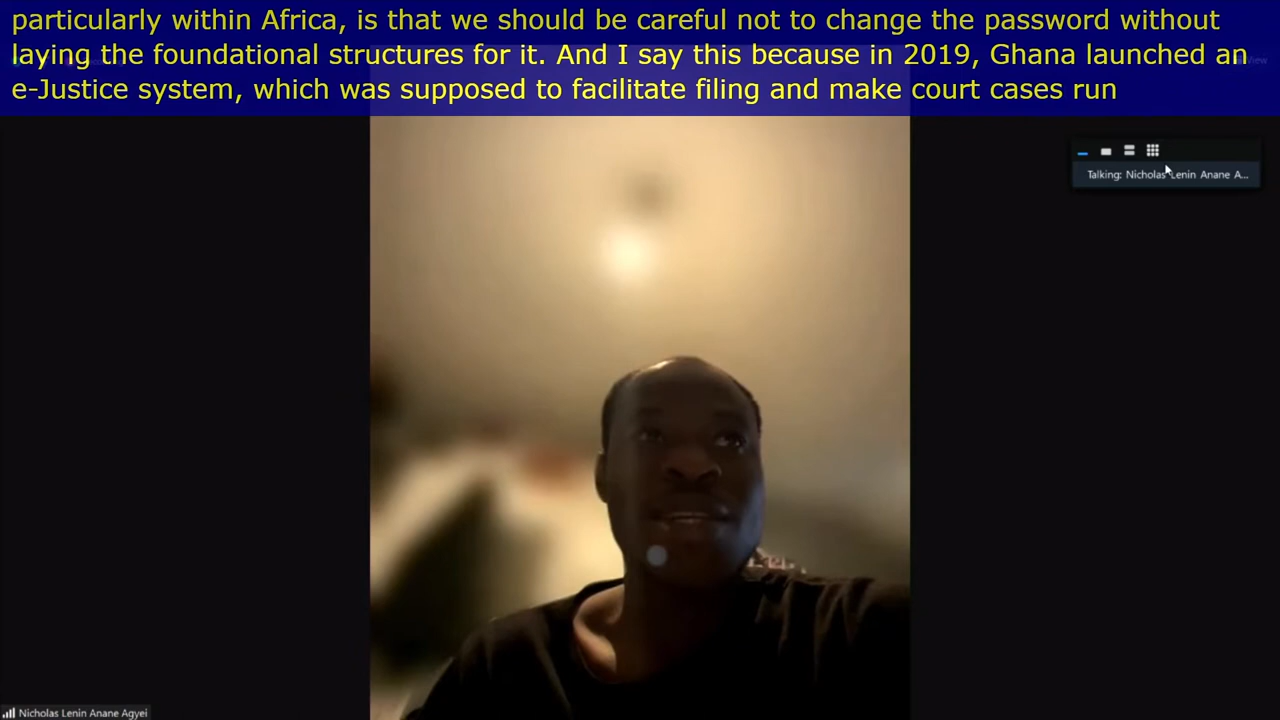 particularly within Africa, is that we should be careful not to change the password without
laying the foundational structures for it. And I say this because in 2019, Ghana launched an
e-Justice system, which was supposed to facilitate filing and make court cases run
View
Talking: Nicholas Lenin Anane A...
Nicholas Lenin Anane Agyei